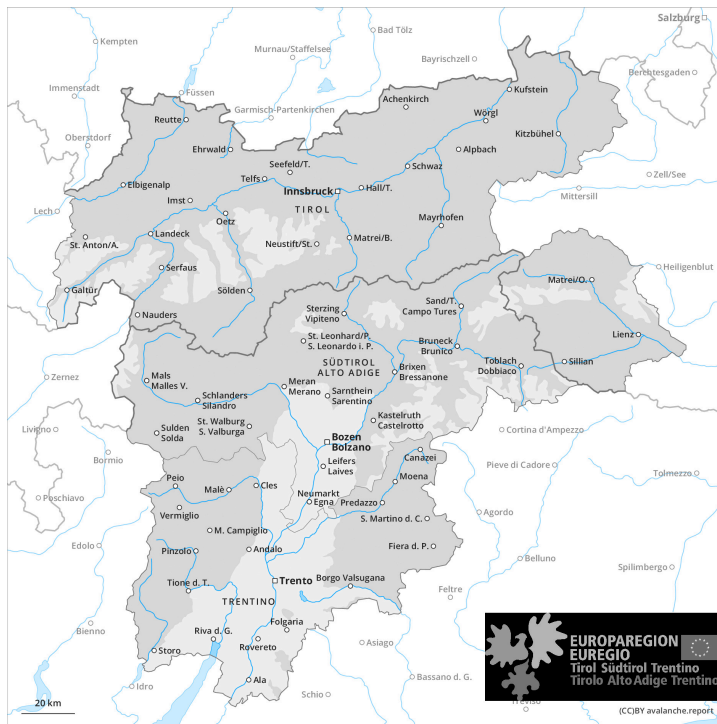 Salzburg
Kempten
Bad Tölz
Murnau/Staffelsee
Bayrischzell
Berchtesgaden
Immenstadt
Füssen
Garmisch-Partenkirchen
Achenkirch
Kufstein
Reutte
Wörgl
Oberstdorf
Kitzbühel
Ehrwald
Alpbach
Seefeld/T.
Schwaz
Zell/See
Telfs
Elbigenalp
Innsbruck
Hall/T.
Mittersill
Imst
TIROL
Lech
Oetz
Mayrhofen
Landeck
St. Anton/A.
Neustift/St.
Matrei/B.
Serfaus
Heiligenblut
Galtür
Sölden
Matrei/O.
Nauders
Sterzing
Vipiteno
Sand/T.
Campo Tures
St. Leonhard/P.
S. Leonardo i. P.
Lienz
Bruneck
Brunico
SÜDTIROL
ALTO ADIGE
Toblach
Dobbiaco
Sillian
Zernez
Mals
Malles V.
Meran
Merano
Brixen
Bressanone
Schlanders
Silandro
Sarnthein
Sarentino
Kastelruth
Castelrotto
Livigno
Sulden
Solda
St. Walburg
S. Valburga
Cortina d'Ampezzo
Bozen
Bolzano
Bormio
Canazei
Leifers
Laives
Pieve di Cadore
Tolmezzo
Peio
Malè
Cles
Moena
Poschiavo
Neumarkt
Egna
Predazzo
Vermiglio
S. Martino d. C.
Agordo
M. Campiglio
Edolo
Pinzolo
Andalo
Fiera d. P.
Belluno
Spilimbergo
Tione d. T.
Trento
Borgo Valsugana
Feltre
TRENTINO
Bienno
Riva d. G.
Folgaria
Rovereto
Asiago
Storo
Ala
Bassano d. G.
Idro
Schio
Treviso
EUROPAREGION
EUREGIO
Tirol Südtirol Trentino
Tirolo Alto Adige Trentino
20 km
(CC)BY avalanche.report